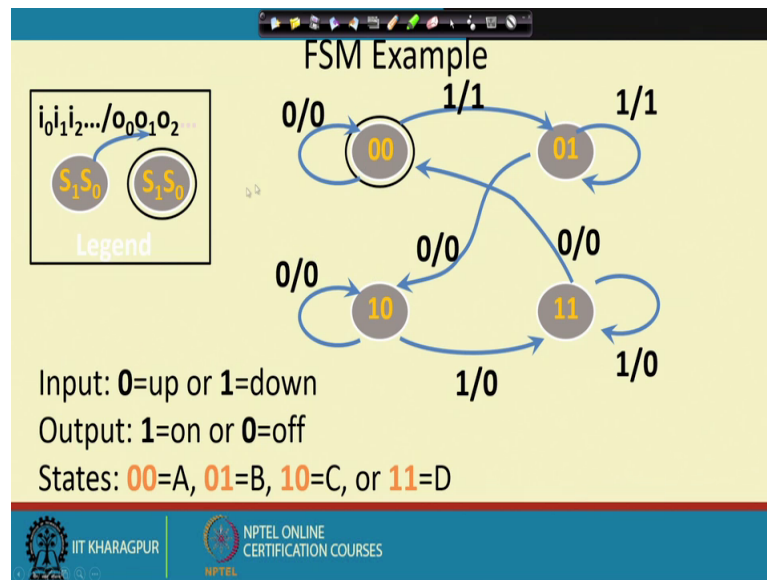 FSM Example
i₀i₁i₂.../o₀o₁o₂...
S₁S₀ S₁S₀
Legend
0/0 1/1 1/1
00 01
0/0 0/0
0/0
10 11
1/0 1/0
Input: 0=up or 1=down
Output: 1=on or 0=off
States: 00=A, 01=B, 10=C, or 11=D
IIT KHARAGPUR
NPTEL
NPTEL ONLINE
CERTIFICATION COURSES